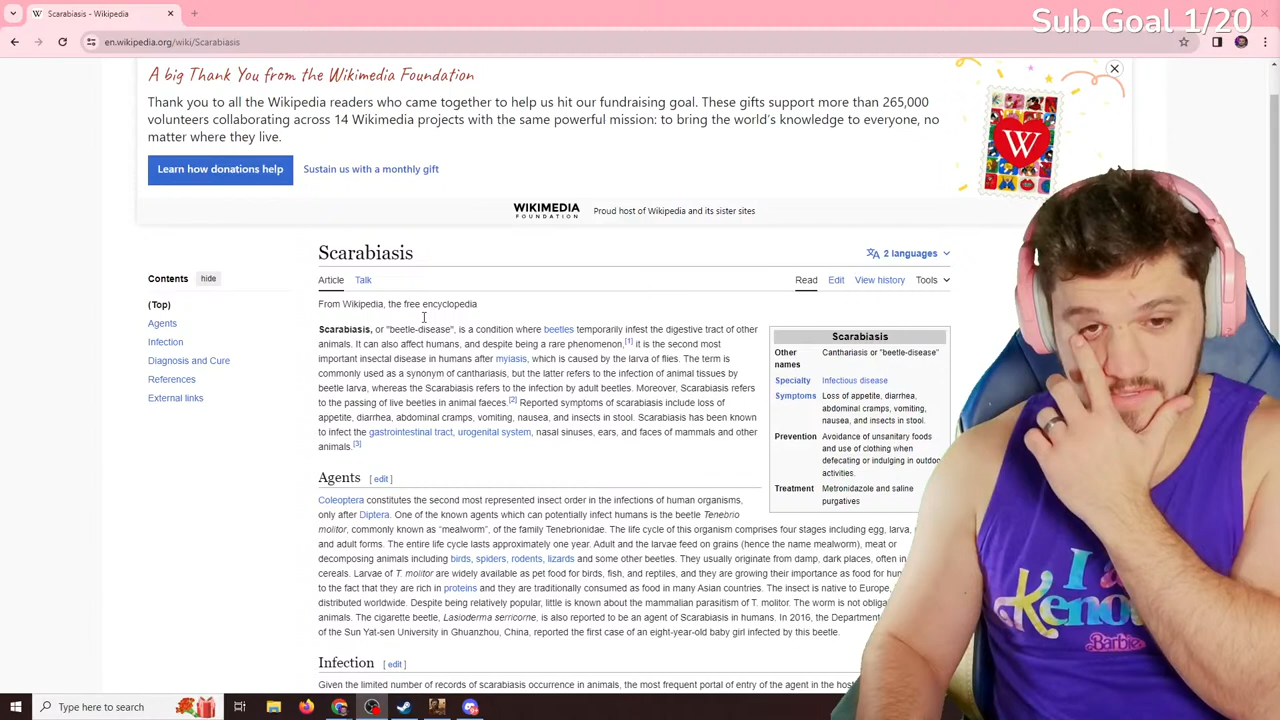 Scarabiasis - Wikipedia
Sub Goal 1/20
en.wikipedia.org/wiki/Scarabiasis
A big Thank You from the Wikimedia Foundation
Thank you to all the Wikipedia readers who came together to help us hit our fundraising goal. These gifts support more than 265,000
volunteers collaborating across 14 Wikimedia projects with the same powerful mission: to bring the world's knowledge to everyone, no
matter where they live.
Learn how donations help
Sustain us with a monthly gift
W
WIKIMEDIA
FOUNDATION
Proud host of Wikipedia and its sister sites
Scarabiasis
2 languages
Contents hide
(Top)
Agents
Infection
Diagnosis and Cure
References
External links
Article Talk
Read Edit View history Tools
From Wikipedia, the free encyclopedia
Scarabiasis, or "beetle-disease", is a condition where beetles temporarily infest the digestive tract of other
animals. It can also affect humans, and despite being a rare phenomenon,[1] it is the second most
important insectal disease in humans after myiasis, which is caused by the larva of flies. The term is
commonly used as a synonym of canthariasis, but the latter refers to the infection of animal tissues by
beetle larva, whereas the Scarabiasis refers to the infection by adult beetles. Moreover, Scarabiasis refers
to the passing of live beetles in animal faeces.[2] Reported symptoms of scarabiasis include loss of
appetite, diarrhea, abdominal cramps, vomiting, nausea, and insects in stool. Scarabiasis has been known
to infect the gastrointestinal tract, urogenital system, nasal sinuses, ears, and faces of mammals and other
animals.[3]
Scarabiasis
Other names Canthariasis or "beetle-disease"
Specialty Infectious disease
Symptoms Loss of appetite, diarrhea,
abdominal cramps, vomiting,
nausea, and insects in stool.
Prevention Avoidance of unsanitary foods
and use of clothing when
defecating or indulging in outdoo
activities.
Treatment Metronidazole and saline
purgatives
Agents [ edit ]
Coleoptera constitutes the second most represented insect order in the infections of human organisms,
only after Diptera. One of the known agents which can potentially infect humans is the beetle Tenebrio
molitor, commonly known as "mealworm", of the family Tenebrionidae. The life cycle of this organism comprises four stages including egg, larva,
and adult forms. The entire life cycle lasts approximately one year. Adult and the larvae feed on grains (hence the name mealworm), meat or
decomposing animals including birds, spiders, rodents, lizards and some other beetles. They usually originate from damp, dark places, often in
cereals. Larvae of T. molitor are widely available as pet food for birds, fish, and reptiles, and they are growing their importance as food for hum
to the fact that they are rich in proteins and they are traditionally consumed as food in many Asian countries. The insect is native to Europe,
distributed worldwide. Despite being relatively popular, little is known about the mammalian parasitism of T. molitor. The worm is not obliga
animals. The cigarette beetle, Lasioderma serricorne, is also reported to be an agent of Scarabiasis in humans. In 2016, the Department
of the Sun Yat-sen University in Ghuanzhou, China, reported the first case of an eight-year-old baby girl infected by this beetle.
Infection [ edit ]
Given the limited number of records of scarabiasis occurrence in animals, the most frequent portal of entry of the agent in the host
I a
Keno
Barbie
Type here to search